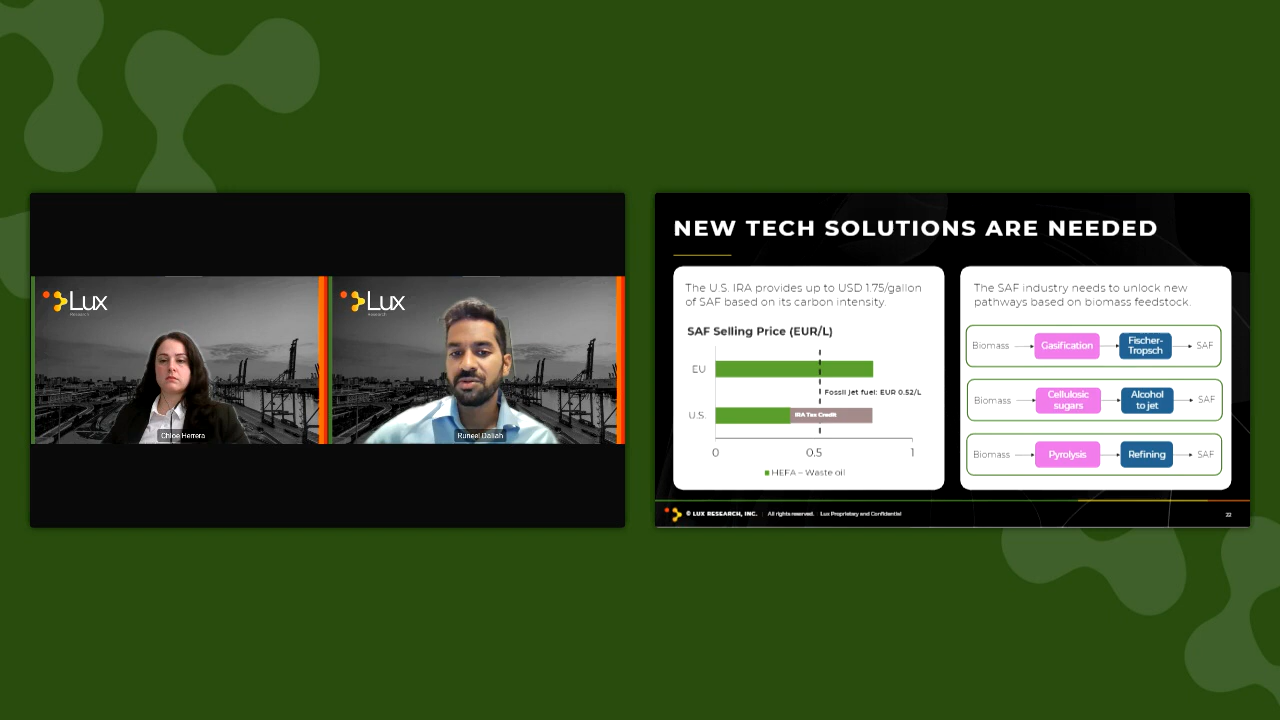 Lux
Research
Chloe Herrera
Lux
Research
Runeel Daliah
NEW TECH SOLUTIONS ARE NEEDED
The U.S. IRA provides up to USD 1.75/gallon
of SAF based on its carbon intensity.
SAF Selling Price (EUR/L)
EU
Fossil jet fuel: EUR 0.52/L
U.S.
IRA Tax Credit
0
0.5
1
HEFA – Waste oil
The SAF industry needs to unlock new
pathways based on biomass feedstock.
Biomass
Gasification
Fischer-
Tropsch
SAF
Biomass
Cellulosic
sugars
Alcohol
to jet
SAF
Biomass
Pyrolysis
Refining
SAF
© LUX RESEARCH, INC. | All rights reserved. Lux Proprietary and Confidential
22